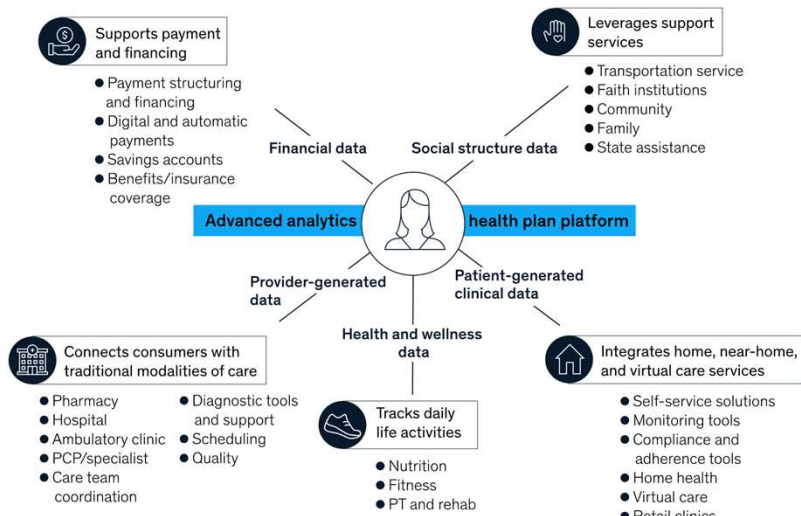 Supports payment
and financing
Payment structuring
and financing
Digital and automatic
payments
Savings accounts
Benefits/insurance
coverage
Leverages support
services
Transportation service
Faith institutions
Community
Family
State assistance
Financial data
Social structure data
Advanced analytics
health plan platform
Provider-generated
data
Patient-generated
clinical data
Health and wellness
data
Connects consumers with
traditional modalities of care
Pharmacy
Hospital
Ambulatory clinic
PCP/specialist
Care team
coordination
Diagnostic tools
and support
Scheduling
Quality
Tracks daily
life activities
Nutrition
Fitness
PT and rehab
Integrates home, near-home,
and virtual care services
Self-service solutions
Monitoring tools
Compliance and
adherence tools
Home health
Virtual care
Retail clinics